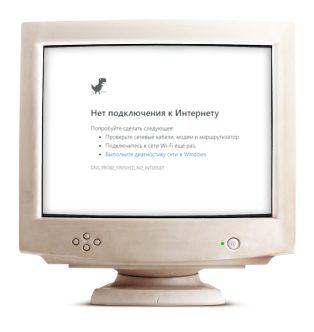 Нет подключения к Интернету
Попробуйте сделать следующее:
Проверьте сетевые кабели, модем и маршрутизатор.
Подключитесь к сети Wi-Fi ещё раз.
Выполните диагностику сети в Windows
DNS_PROBE_FINISHED_NO_INTERNET